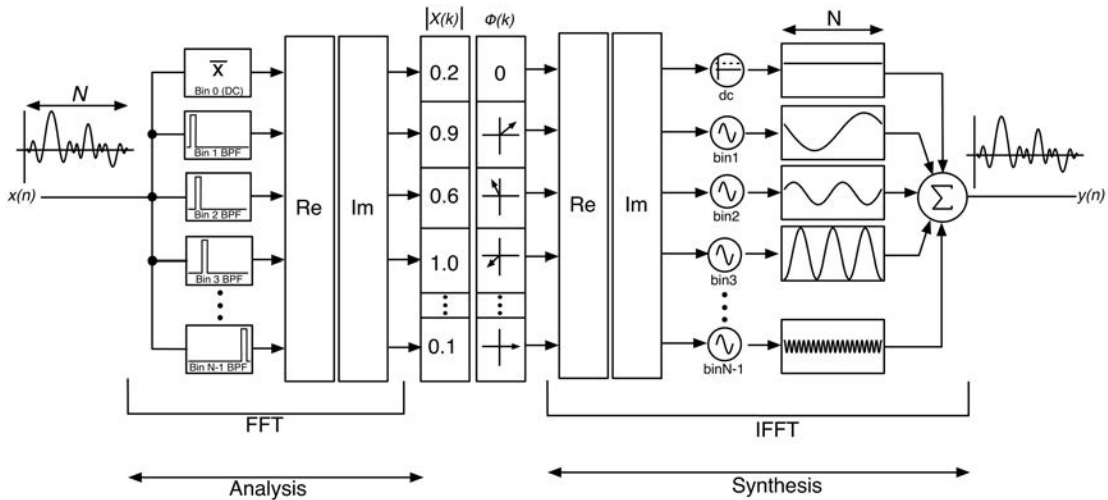 |X(k)|
Φ(k)
N
x̄
Bin 0 (DC)
0.2
0
dc
N
Bin 1 BPF
0.9
bin1
x(n)
Bin 2 BPF
Re
Im
0.6
Re
Im
bin2
Σ
y(n)
Bin 3 BPF
1.0
bin3
Bin N-1 BPF
0.1
binN-1
FFT
IFFT
Analysis
Synthesis